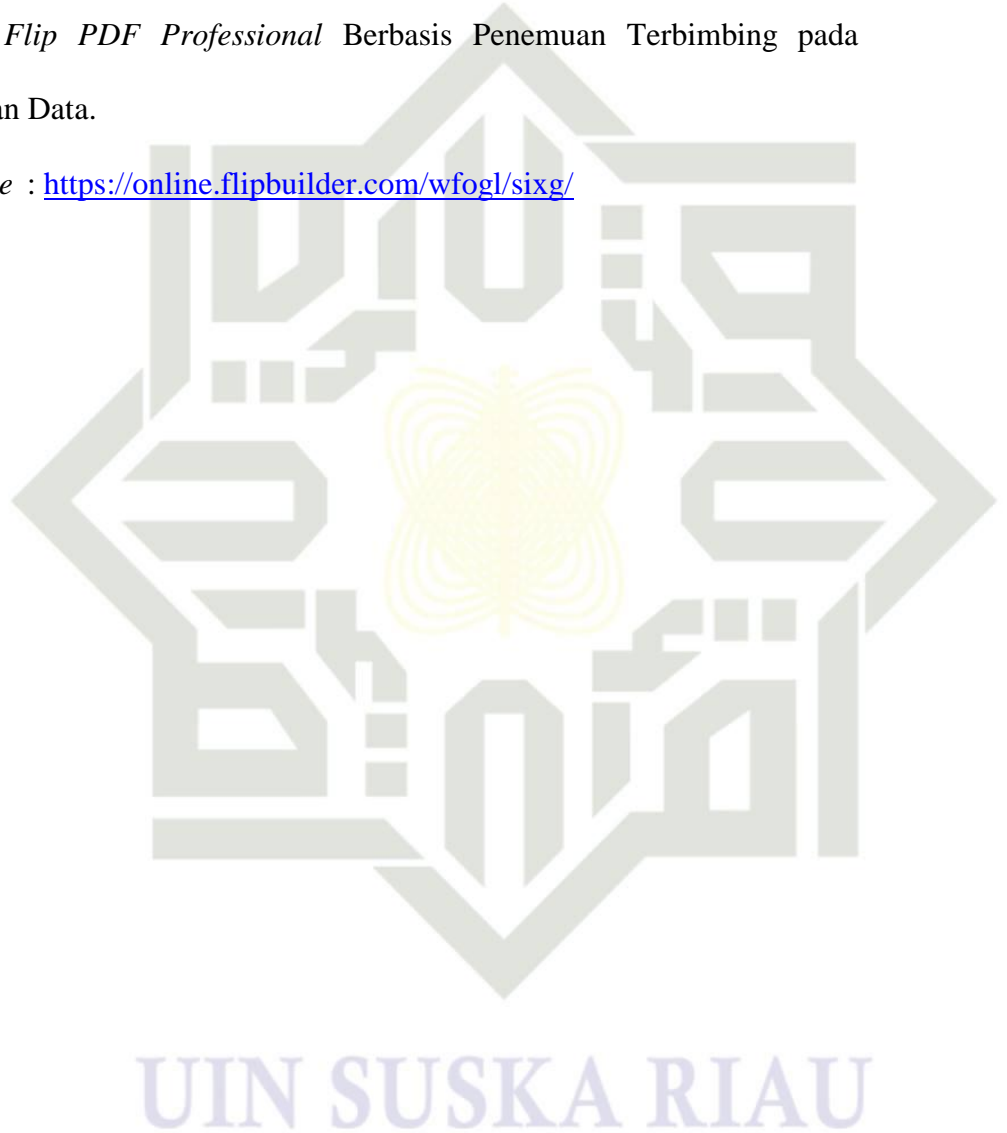 Flip PDF Professional Berbasis Penemuan Terbimbing pada
an Data.
e : https://online.flipbuilder.com/wfogl/sixg/
UIN SUSKA RIAU